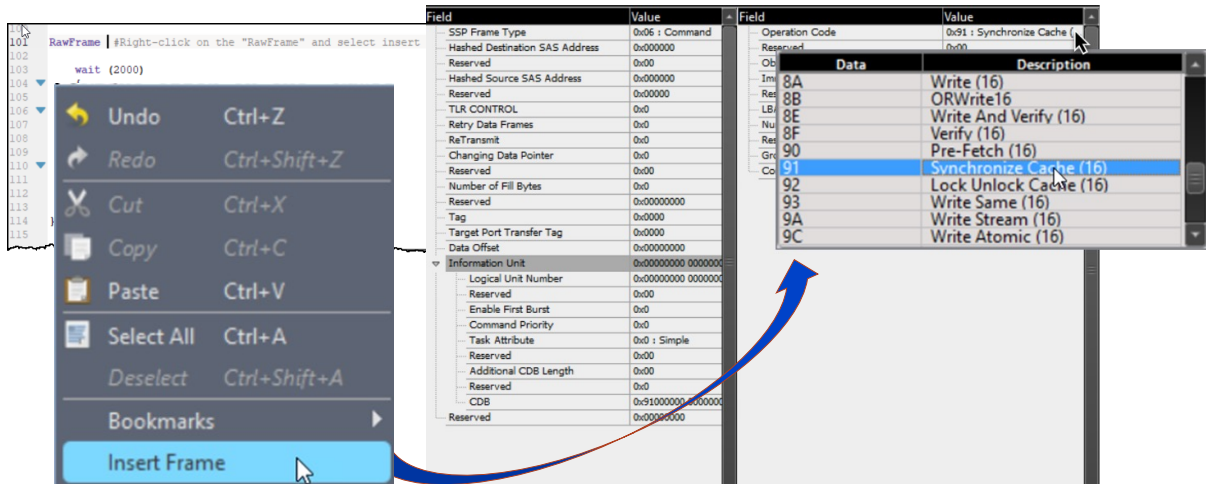 101 RawFrame #Right-click on the "RawFrame" and select insert
102
103 wait (2000)
104
105
106
107
108
109
110
111
112
113
114 }
115
Undo Ctrl+Z
Redo Ctrl+Shift+Z
Cut Ctrl+X
Copy Ctrl+C
Paste Ctrl+V
Select All Ctrl+A
Deselect Ctrl+Shift+A
Bookmarks
Insert Frame
Field Value
SSP Frame Type 0x06 : Command
Hashed Destination SAS Address 0x000000
Reserved 0x00
Hashed Source SAS Address 0x000000
Reserved 0x00000
TLR CONTROL 0x0
Retry Data Frames 0x0
ReTransmit 0x0
Changing Data Pointer 0x0
Reserved 0x00
Number of Fill Bytes 0x0
Reserved 0x00000000
Tag 0x0000
Target Port Transfer Tag 0x0000
Data Offset 0x00000000
Information Unit 0x00000000 0000000
Logical Unit Number 0x00000000 0000000
Reserved 0x00
Enable First Burst 0x0
Command Priority 0x0
Task Attribute 0x0 : Simple
Reserved 0x00
Additional CDB Length 0x00
Reserved 0x0
CDB 0x91000000 0000000
Reserved 0x00000000
Field Value
Operation Code 0x91 : Synchronize Cache (
Reserved 0x00
Ob
Im
Res
LBA
Nu
Res
Gro
Co
Data Description
8A Write (16)
8B ORWrite16
8E Write And Verify (16)
8F Verify (16)
90 Pre-Fetch (16)
91 Synchronize Cache (16)
92 Lock Unlock Cache (16)
93 Write Same (16)
9A Write Stream (16)
9C Write Atomic (16)